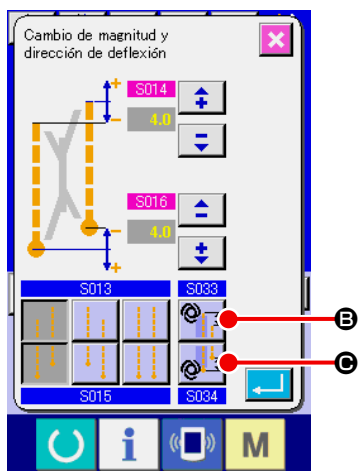 Cambio de magnitud y
dirección de deflexión
S014
4.0
S016
4.0
S013
S033
B
C
S015
S034
i
M